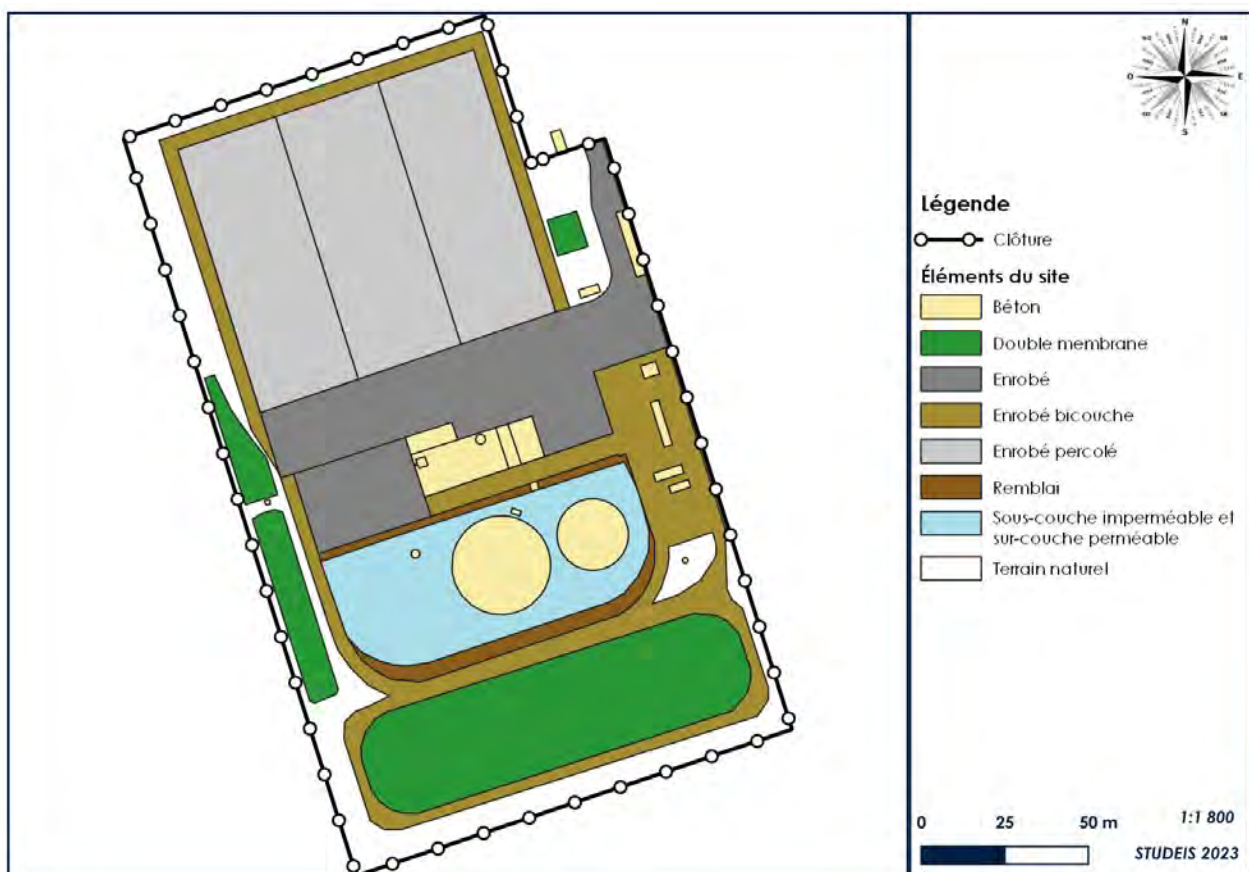 N
O
E
S
Légende
Clôture
Éléments du site
Béton
Double membrane
Enrobé
Enrobé bicouche
Enrobé percolé
Remblai
Sous-couche imperméable et
sur-couche perméable
Terrain naturel
0 25 50 m
1:1 800
STUDEIS 2023